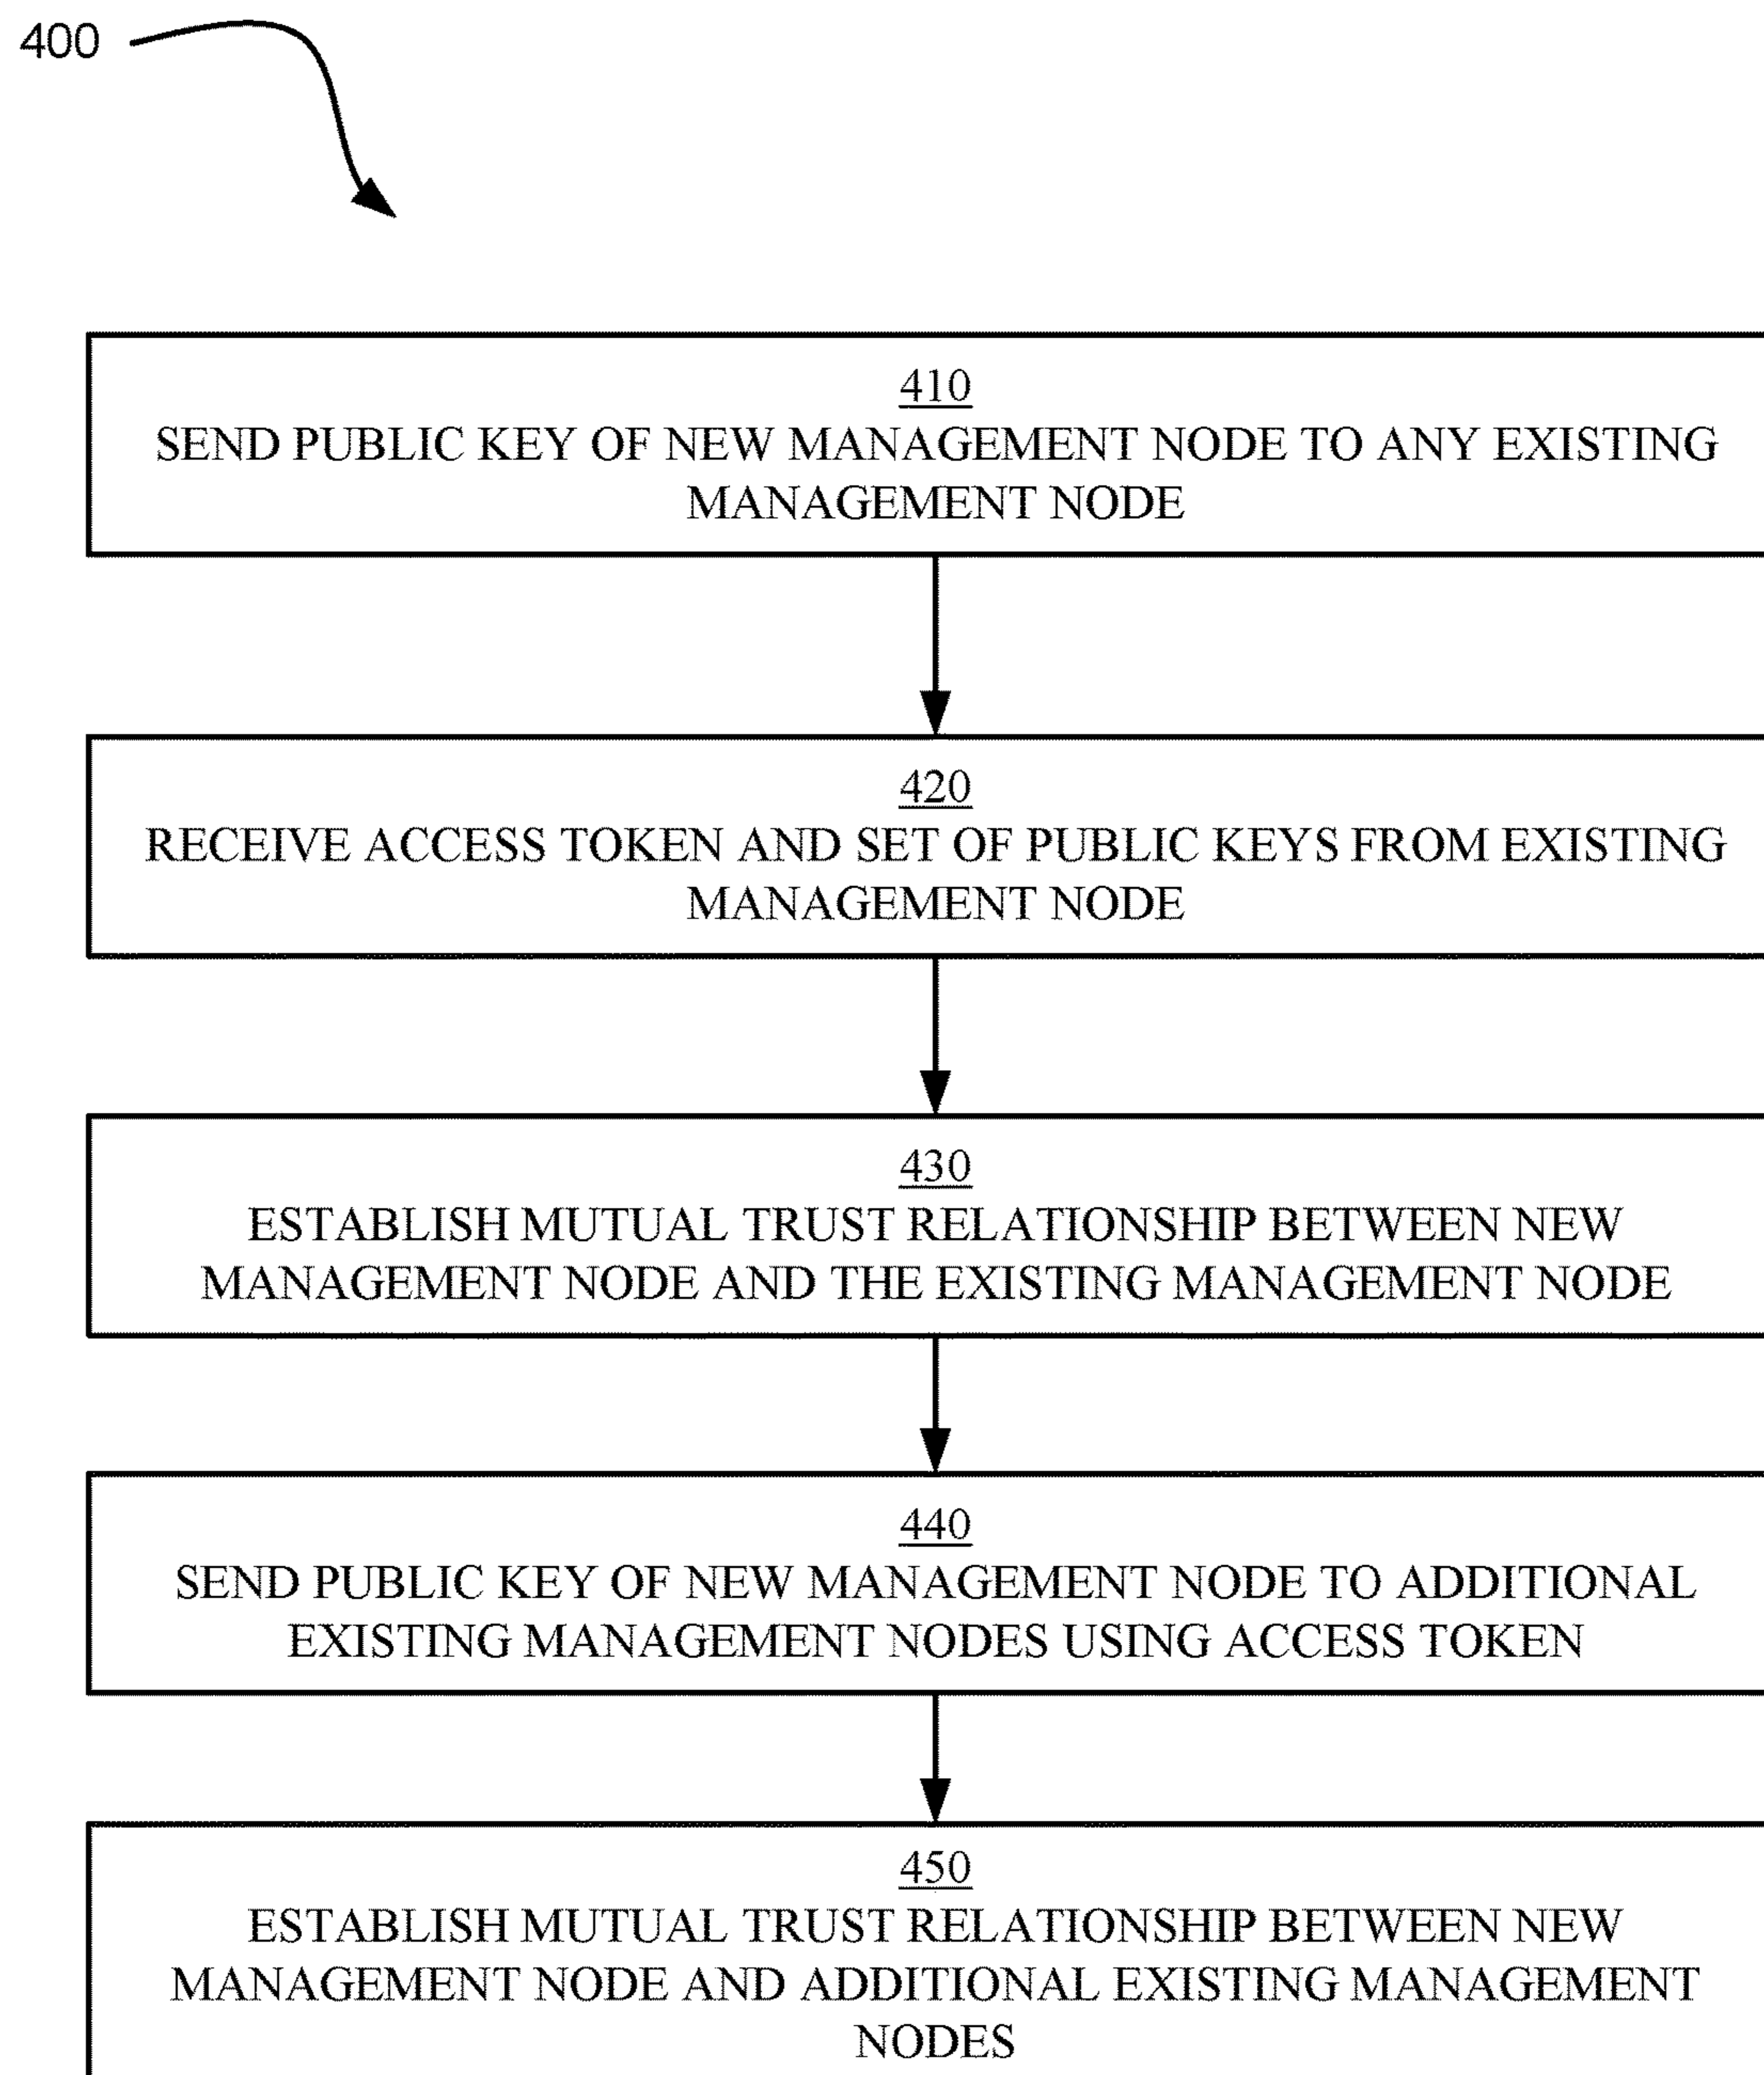 400
410
SEND PUBLIC KEY OF NEW MANAGEMENT NODE TO ANY EXISTING
MANAGEMENT NODE
420
RECEIVE ACCESS TOKEN AND SET OF PUBLIC KEYS FROM EXISTING
MANAGEMENT NODE
430
ESTABLISH MUTUAL TRUST RELATIONSHIP BETWEEN NEW
MANAGEMENT NODE AND THE EXISTING MANAGEMENT NODE
440
SEND PUBLIC KEY OF NEW MANAGEMENT NODE TO ADDITIONAL
EXISTING MANAGEMENT NODES USING ACCESS TOKEN
450
ESTABLISH MUTUAL TRUST RELATIONSHIP BETWEEN NEW
MANAGEMENT NODE AND ADDITIONAL EXISTING MANAGEMENT
NODES